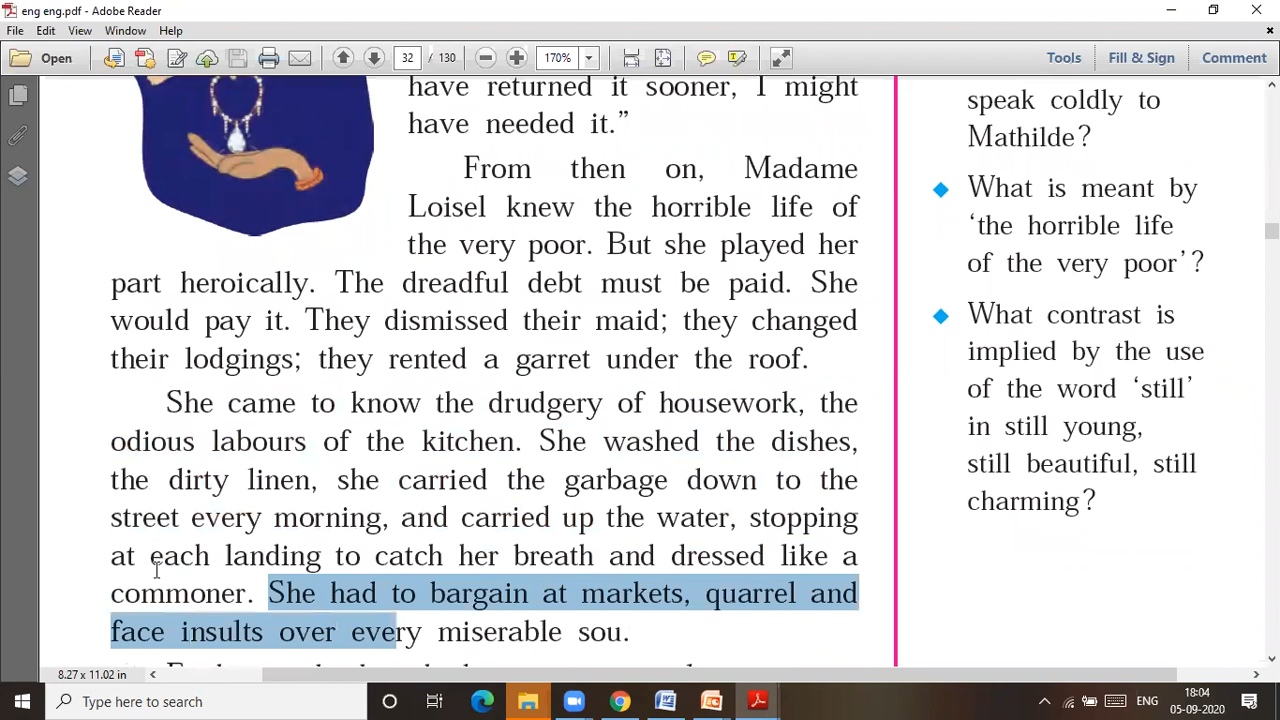 eng eng.pdf - Adobe Reader
File Edit View Window Help
Open 32 / 130 170% Tools Fill & Sign Comment
have returned it sooner, I might
have needed it.”
From then on, Madame
Loisel knew the horrible life of
the very poor. But she played her
part heroically. The dreadful debt must be paid. She
would pay it. They dismissed their maid; they changed
their lodgings; they rented a garret under the roof.
She came to know the drudgery of housework, the
odious labours of the kitchen. She washed the dishes,
the dirty linen, she carried the garbage down to the
street every morning, and carried up the water, stopping
at each landing to catch her breath and dressed like a
commoner. She had to bargain at markets, quarrel and
face insults over every miserable sou.
speak coldly to
Mathilde?
What is meant by
‘the horrible life
of the very poor’?
What contrast is
implied by the use
of the word ‘still’
in still young,
still beautiful, still
charming?
8.27 x 11.02 in
Type here to search
ENG
18:04
05-09-2020